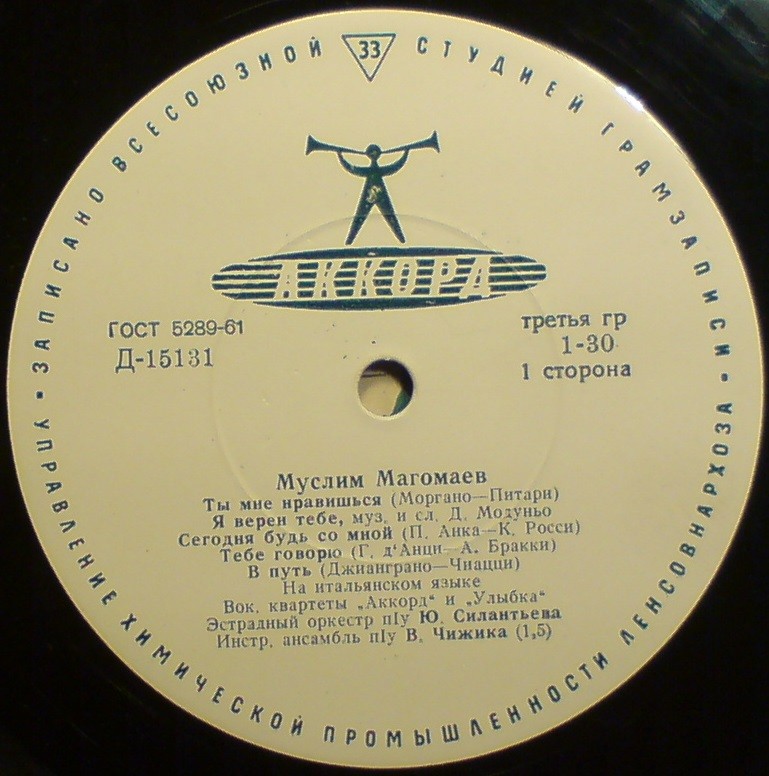 ЗАПИСАНО ВСЕСОЮЗНОЙ 33 СТУДИЕЙ ГРАМЗАПИСИ
АККОРД
ГОСТ 5289-61
Д-15131
третья гр
1-30
1 сторона
Муслим Магомаев
Ты мне нравишься (Моргано—Питари)
Я верен тебе, муз. и сл. Д. Модуньо
Сегодня будь со мной (П. Анка—К. Росси)
Тебе говорю (Г. д'Анци—А. Бракки)
В путь (Джианграно—Чиацци)
На итальянском языке
Вок. квартеты „Аккорд“ и „Улыбка“
Эстрадный оркестр п/у Ю. Силантьева
Инстр. ансамбль п/у В. Чижика (1,5)
УПРАВЛЕНИЕ ХИМИЧЕСКОЙ ПРОМЫШЛЕННОСТИ ЛЕНСОВНАРХОЗА